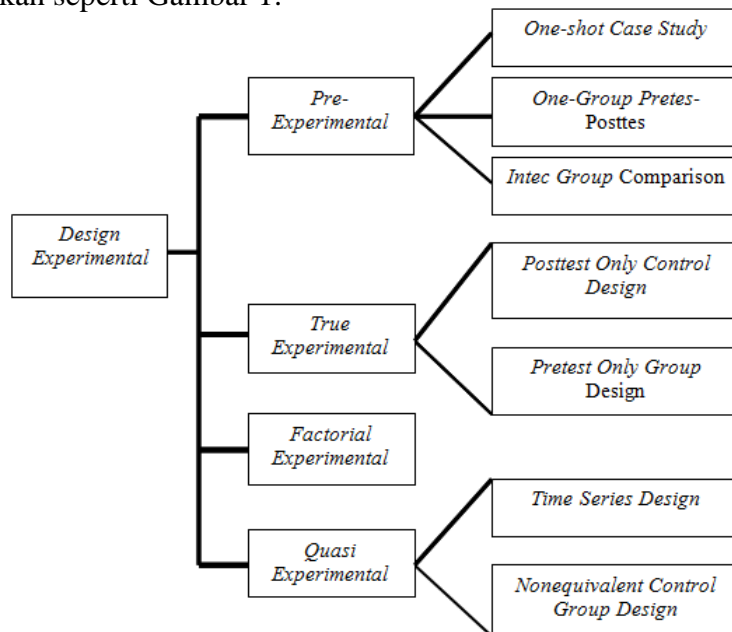 kan seperti Gambar 1.
One-shot Case Study
Pre-
Experimental
One-Group Pretes-
Posttes
Intec Group Comparison
Design
Experimental
Posttest Only Control
Design
True
Experimental
Pretest Only Group
Design
Factorial
Experimental
Time Series Design
Quasi
Experimental
Nonequivalent Control
Group Design